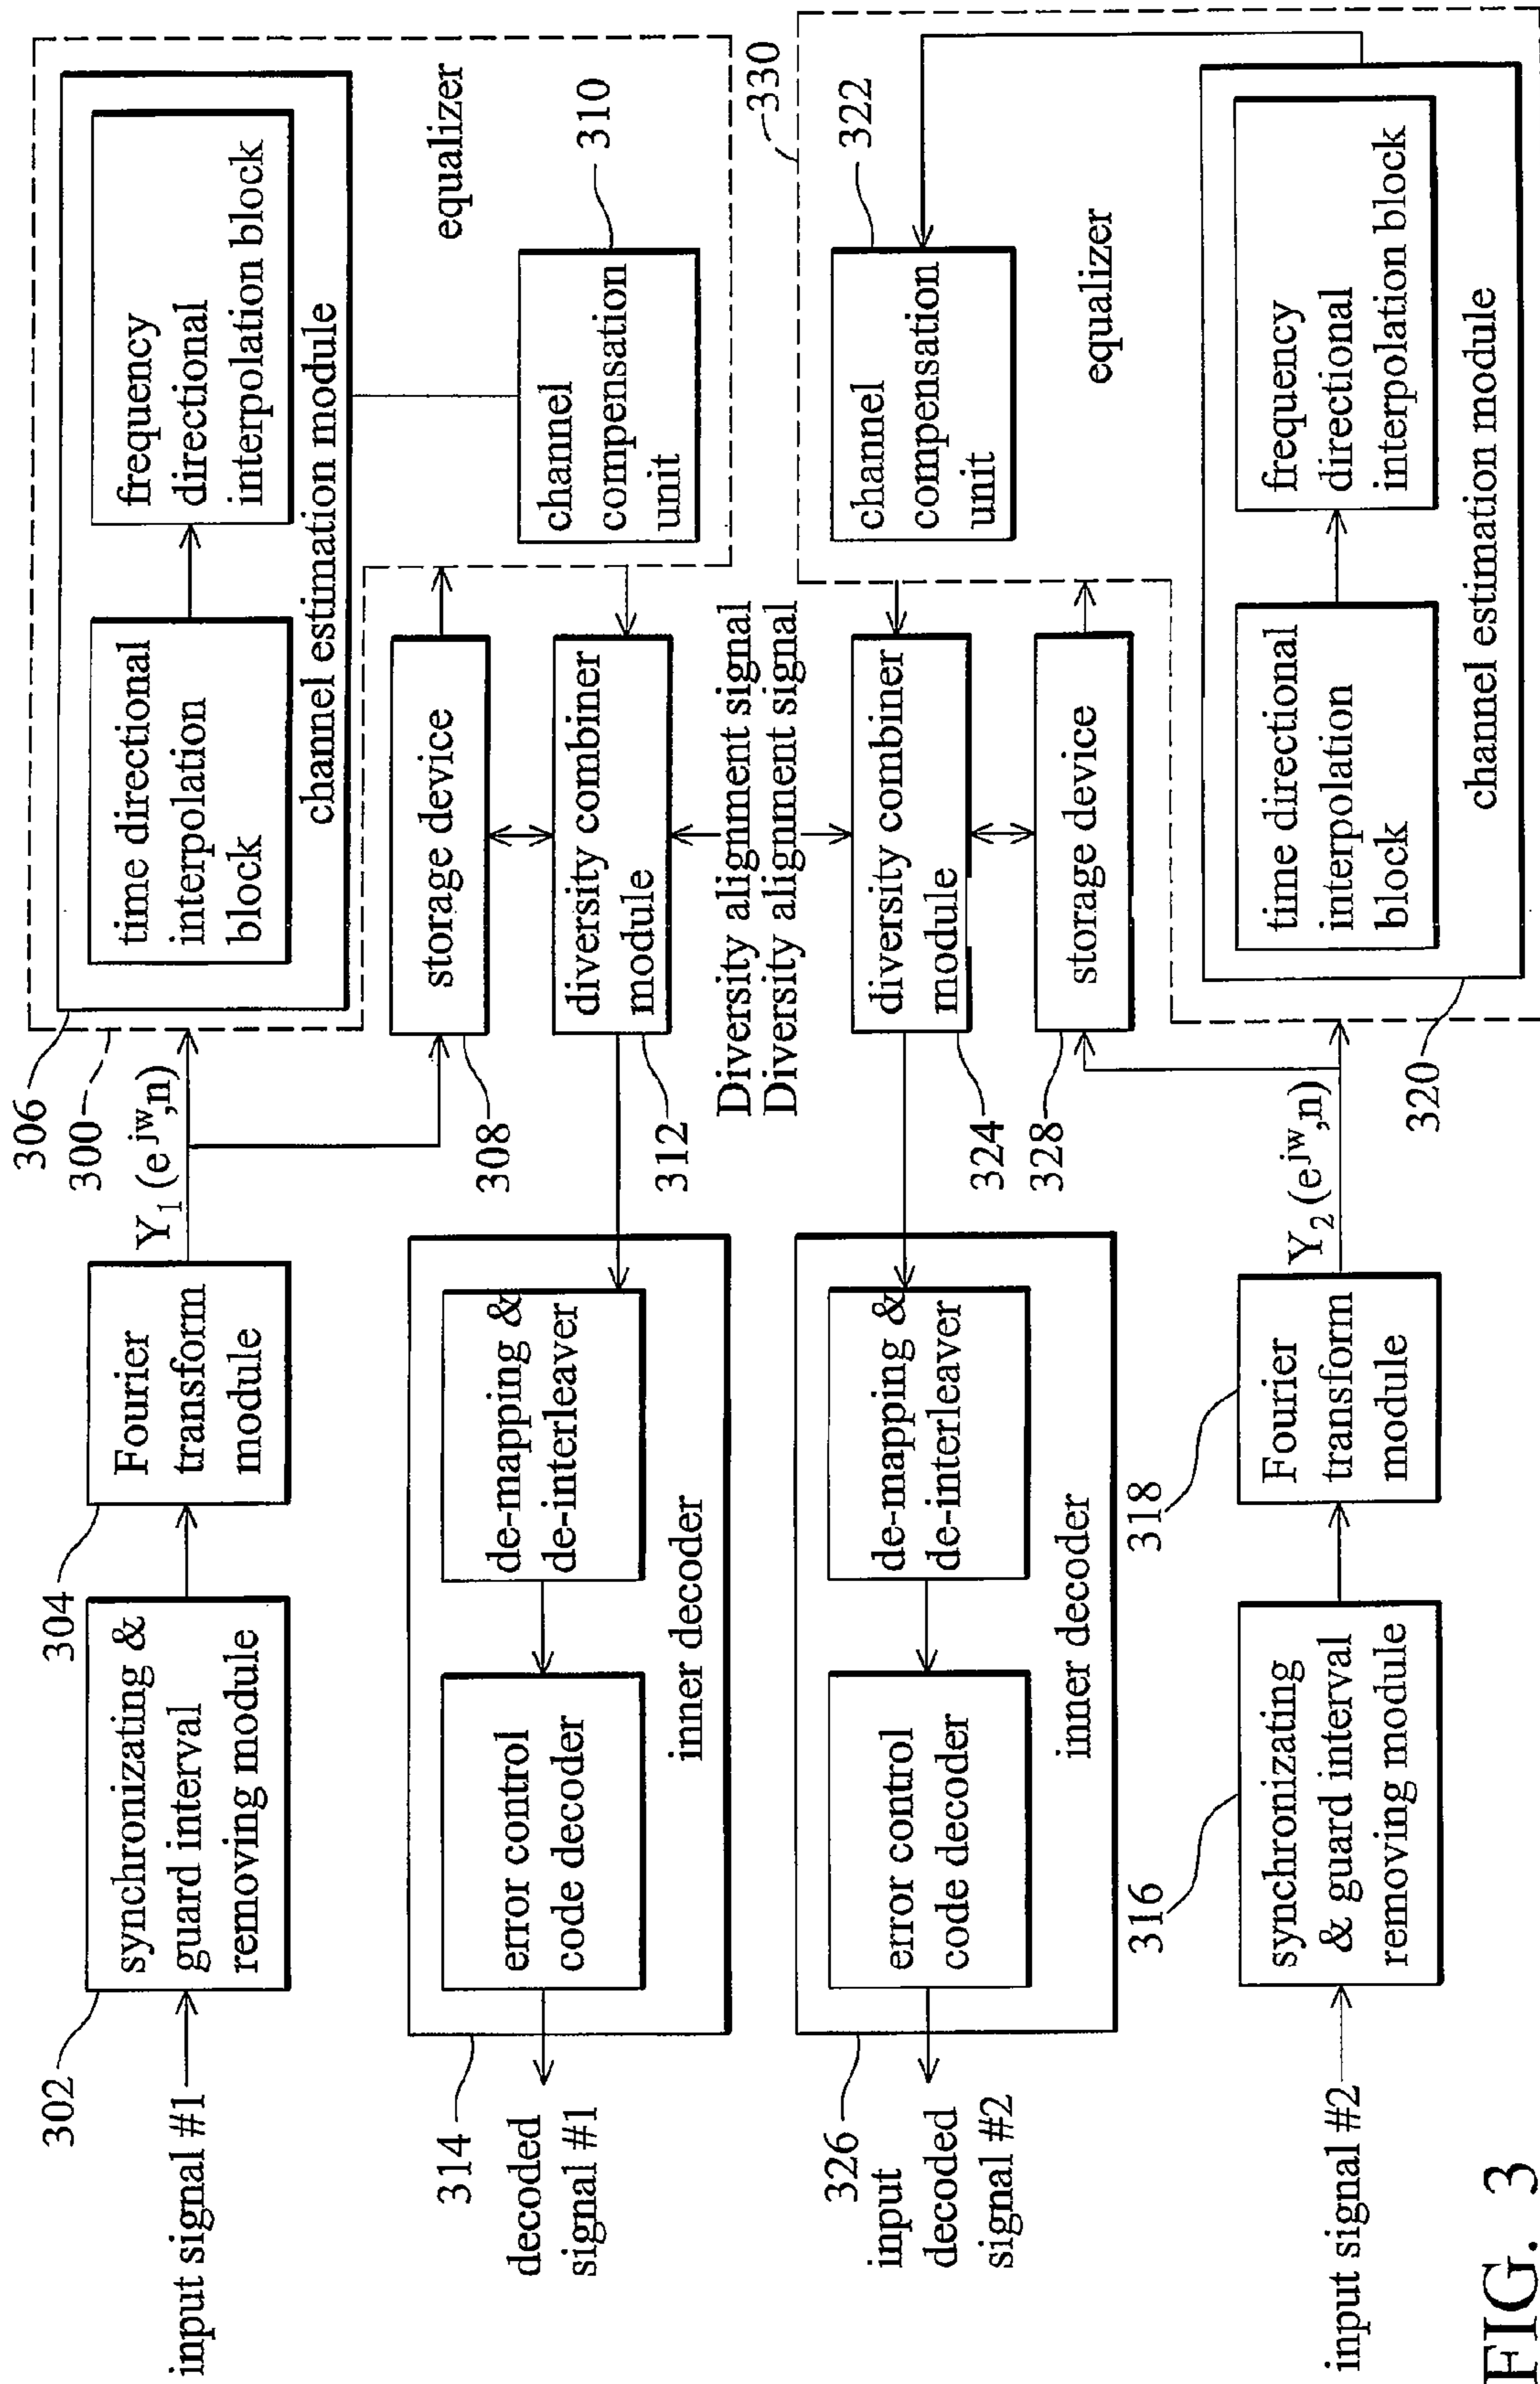 input signal #1
302
synchronizating &
guard interval
removing module
304
Fourier
transform
module
Y1 (e^jw,n)
306
300
time directional
interpolation
block
frequency
directional
interpolation block
channel estimation module
equalizer
310
channel
compensation
unit
storage device
308
diversity combiner
module
312
314
decoded
signal #1
error control
code decoder
de-mapping &
de-interleaver
inner decoder
Diversity alignment signal
Diversity alignment signal
330
322
channel
compensation
unit
equalizer
diversity combiner
module
324
storage device
328
326
input
decoded
signal #2
error control
code decoder
de-mapping &
de-interleaver
inner decoder
input signal #2
316
synchronizating
& guard interval
removing module
318
Fourier
transform
module
Y2 (e^jw,n)
320
time directional
interpolation
block
frequency
directional
interpolation block
channel estimation module
FIG. 3